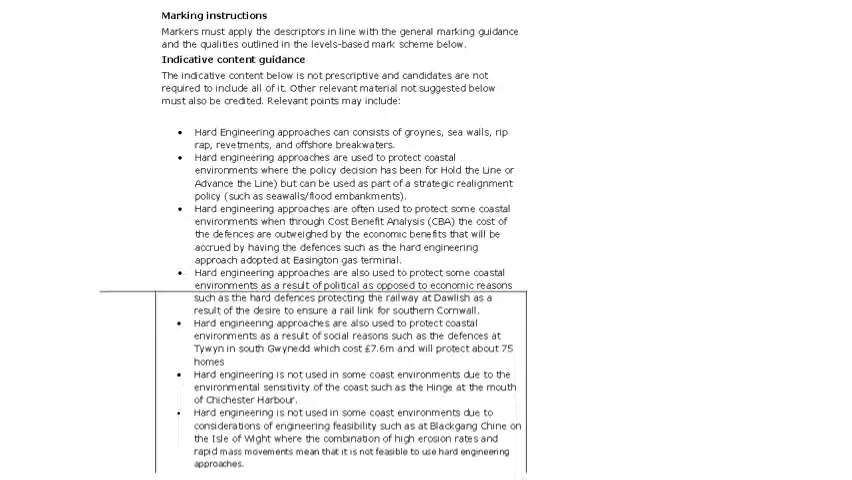 Marking instructions
Markers must apply the descriptors in line with the general marking guidance
and the qualities outlined in the levels-based mark scheme below.
Indicative content guidance
The indicative content below is not prescriptive and candidates are not
required to include all of it. Other relevant material not suggested below
must also be credited. Relevant points may include:
• Hard Engineering approaches can consists of groynes, sea walls, rip
rap, revetments, and offshore breakwaters.
• Hard engineering approaches are used to protect coastal
environments where the policy decision has been for Hold the Line or
Advance the Line) but can be used as part of a strategic realignment
policy (such as seawalls/flood embankments).
• Hard engineering approaches are often used to protect some coastal
environments when through Cost Benefit Analysis (CBA) the cost of
the defences are outweighed by the economic benefits that will be
accrued by having the defences such as the hard engineering
approach adopted at Easington gas terminal.
• Hard engineering approaches are also used to protect some coastal
environments as a result of political as opposed to economic reasons
such as the hard defences protecting the railway at Dawlish as a
result of the desire to ensure a rail link for southern Cornwall.
• Hard engineering approaches are also used to protect coastal
environments as a result of social reasons such as the defences at
Tywyn in south Gwynedd which cost £7.6m and will protect about 75
homes
• Hard engineering is not used in some coast environments due to the
environmental sensitivity of the coast such as the Hinge at the mouth
of Chichester Harbour.
• Hard engineering is not used in some coast environments due to
considerations of engineering feasibility such as at Blackgang Chine on
the Isle of Wight where the combination of high erosion rates and
rapid mass movements mean that it is not feasible to use hard engineering
approaches.